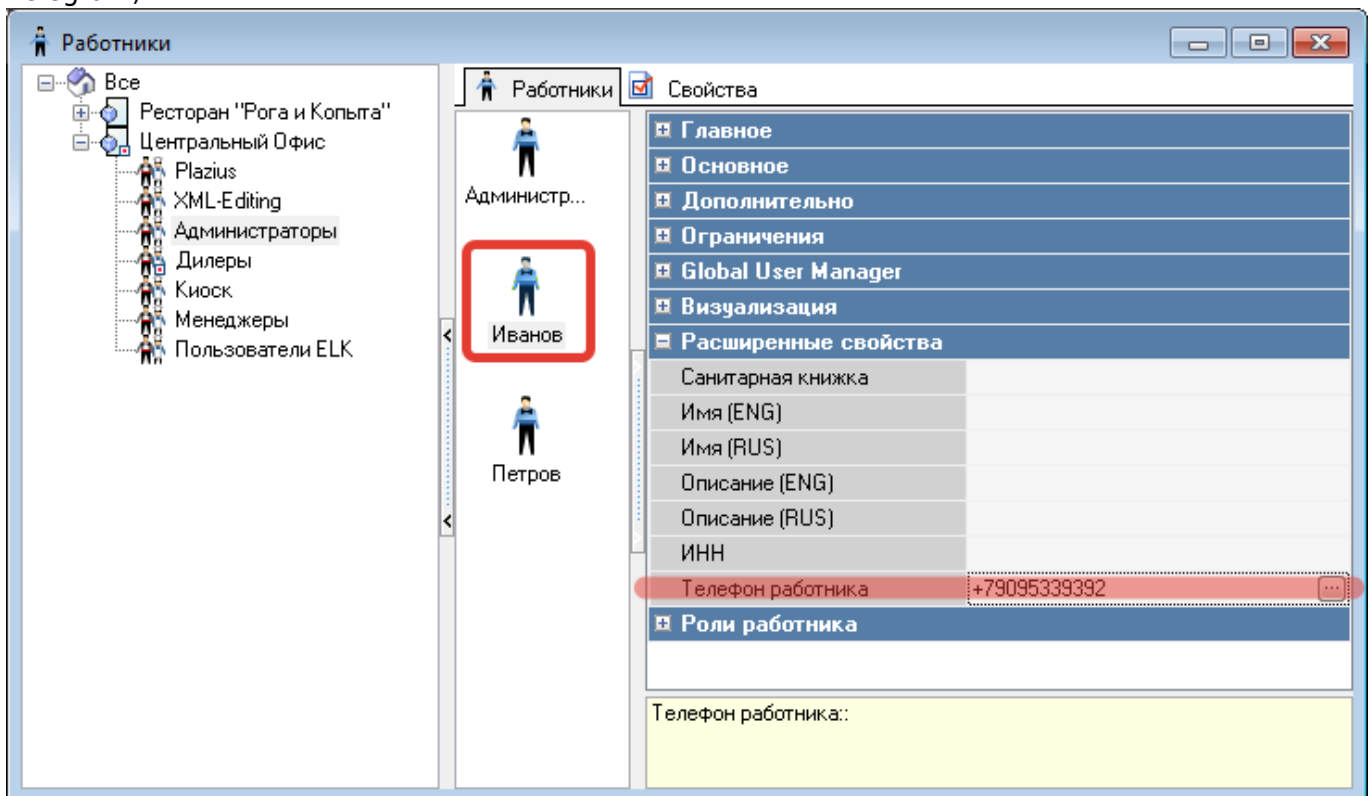 Работники
Все
Ресторан "Рога и Копыта"
Центральный Офис
Plazius
XML-Editing
Администраторы
Дилеры
Киоск
Менеджеры
Пользователи ELK
Работники
Свойства
Администр...
Иванов
Петров
Главное
Основное
Дополнительно
Ограничения
Global User Manager
Визуализация
Расширенные свойства
Санитарная книжка
Имя (ENG)
Имя (RUS)
Описание (ENG)
Описание (RUS)
ИНН
Телефон работника +79095339392 ...
Роли работника
Телефон работника::